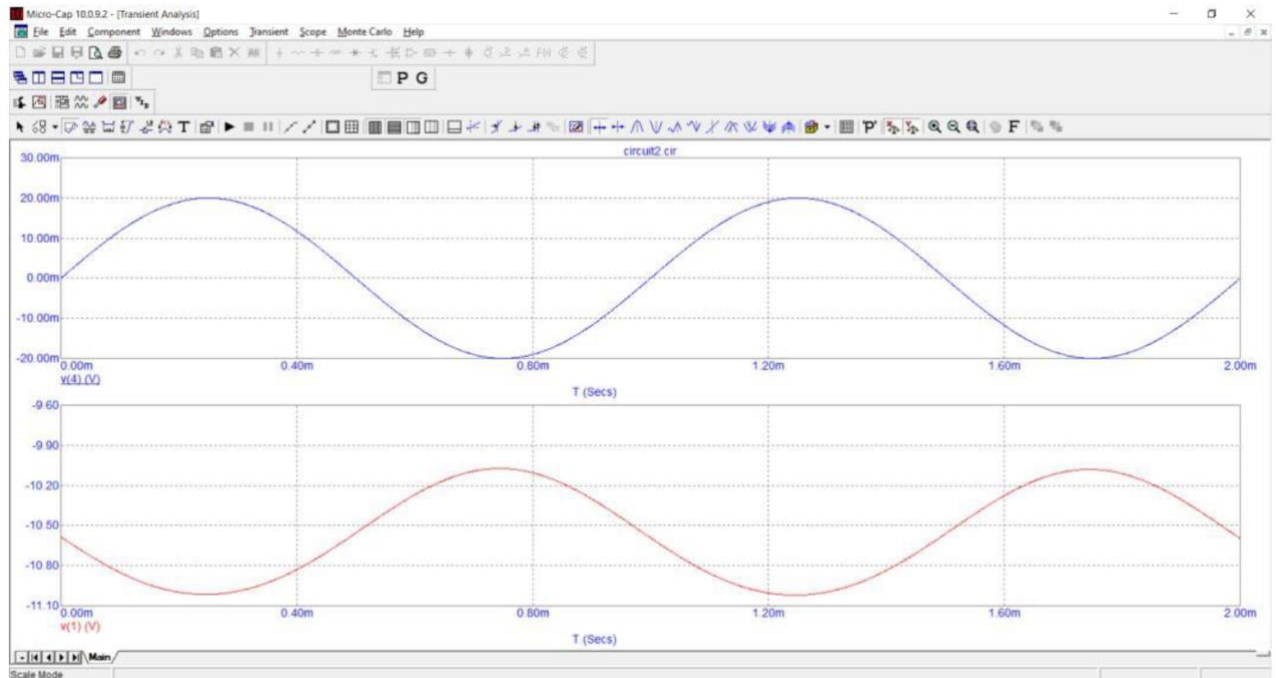 Micro-Cap 10.0.9.2 - [Transient Analysis]
File Edit Component Windows Options Transient Scope Monte Carlo Help
P G
T F
circuit2.cir
30.00m
20.00m
10.00m
0.00m
-10.00m
-20.00m
0.00m 0.40m 0.80m 1.20m 1.60m 2.00m
v(4) (V)
T (Secs)
-9.60
-9.90
-10.20
-10.50
-10.80
-11.10
0.00m 0.40m 0.80m 1.20m 1.60m 2.00m
v(1) (V)
T (Secs)
Main
Scale Mode